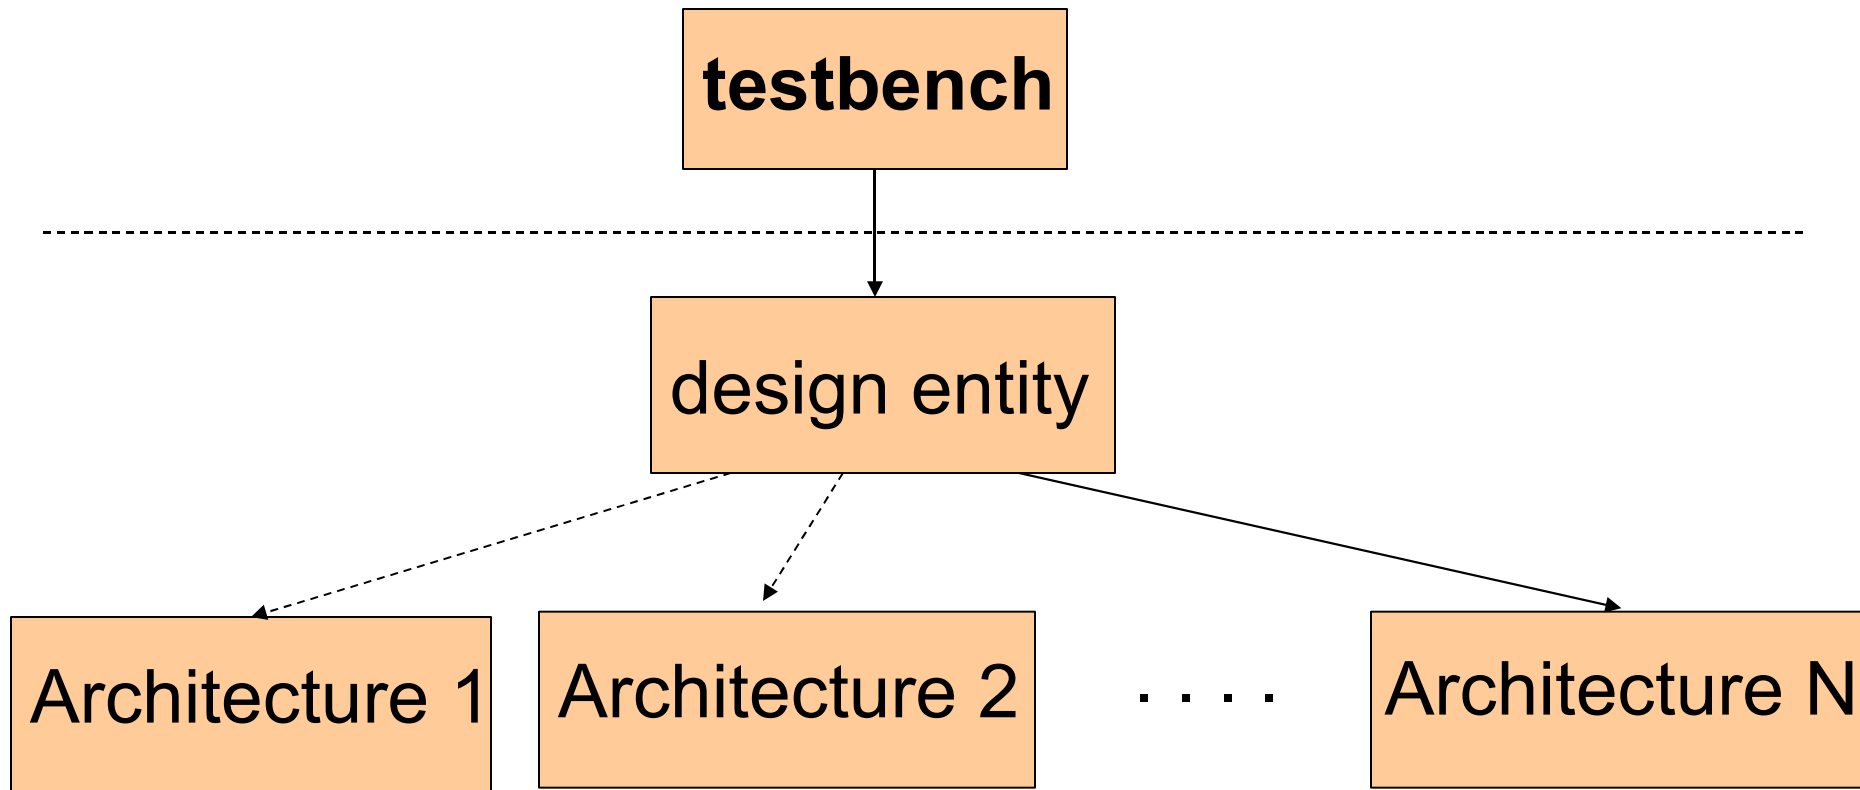 testbench
design entity
Architecture 1
Architecture 2
. . . .
Architecture N